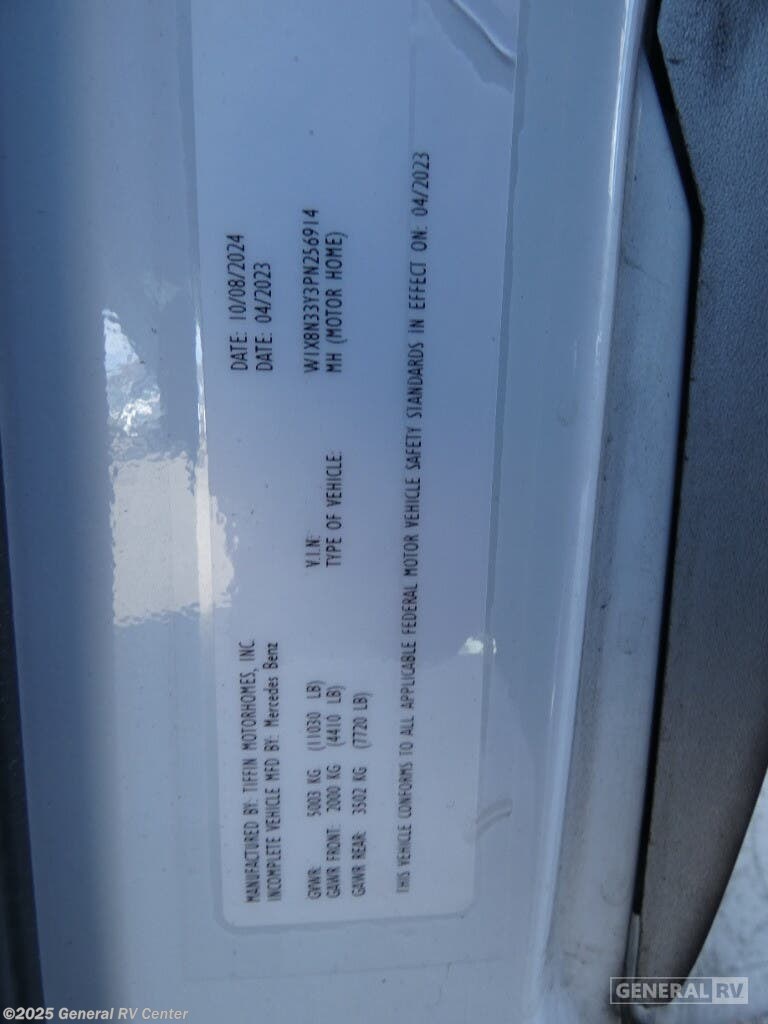 MANUFACTURED BY: TIFFIN MOTORHOMES, INC. DATE: 10/08/2024
INCOMPLETE VEHICLE MFD BY: Mercedes Benz DATE: 04/2023
GVWR: 5003 KG (11030 LB) V.I.N: W1X8N33Y3PN256914
GAWR FRONT: 2000 KG (4410 LB) TYPE OF VEHICLE: MH (MOTOR HOME)
GAWR REAR: 3502 KG (7720 LB)
THIS VEHICLE CONFORMS TO ALL APPLICABLE FEDERAL MOTOR VEHICLE SAFETY STANDARDS IN EFFECT ON: 04/2023
GENERAL RV
©2025 General RV Center